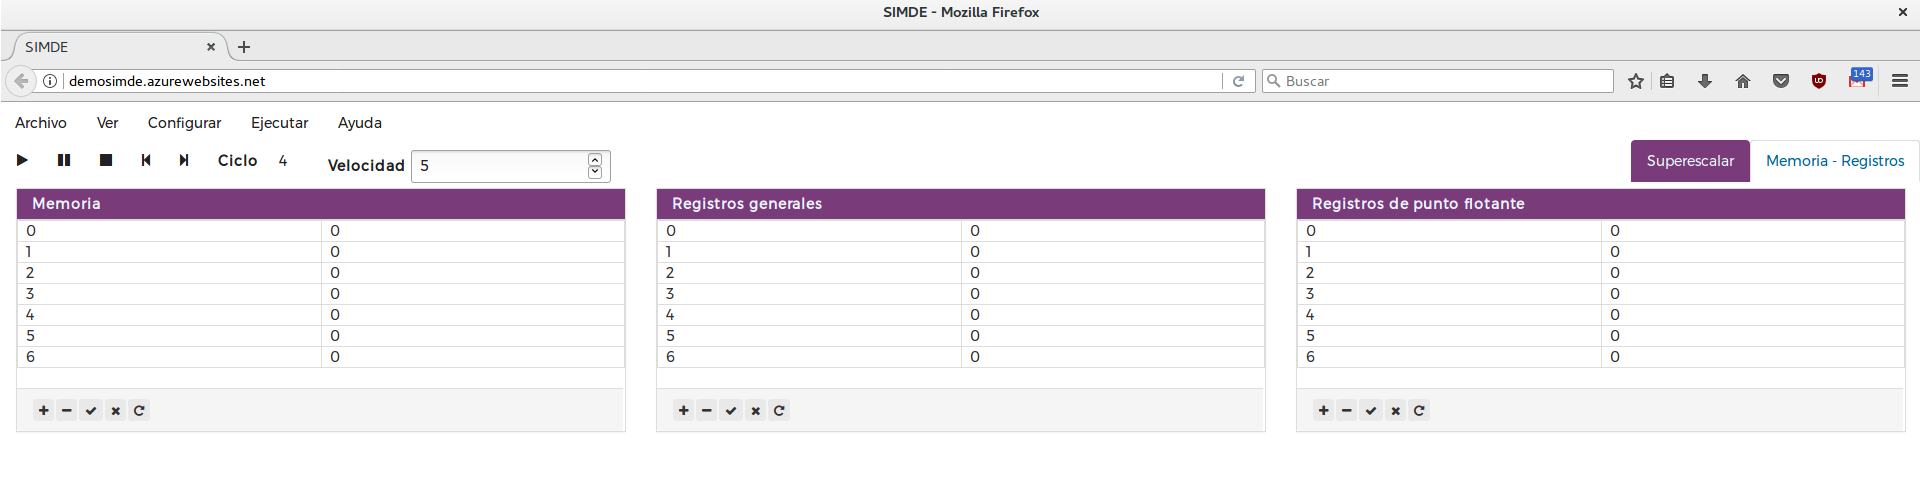 SIMDE - Mozilla Firefox
SIMDE
demosimde.azurewebsites.net
Buscar
143
Archivo Ver Configurar Ejecutar Ayuda
Ciclo 4 Velocidad 5 Superescalar Memoria - Registros
Memoria Registros generales Registros de punto flotante
0 0 0 0 0 0
1 0 1 0 1 0
2 0 2 0 2 0
3 0 3 0 3 0
4 0 4 0 4 0
5 0 5 0 5 0
6 0 6 0 6 0